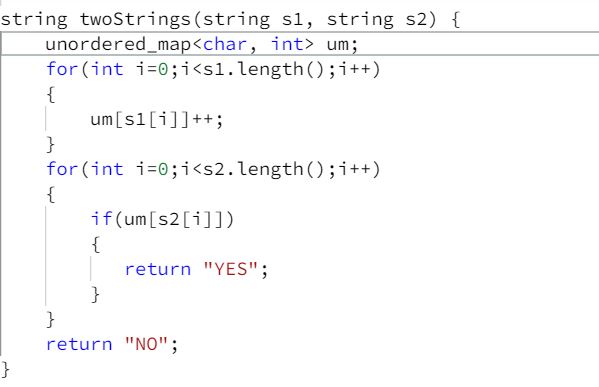 string twoStrings(string s1, string s2) {
    unordered_map<char, int> um;
    for(int i=0;i<s1.length();i++)
    {
        um[s1[i]]++;
    }
    for(int i=0;i<s2.length();i++)
    {
        if(um[s2[i]])
        {
           return "YES";
        }
    }
    return "NO";
}